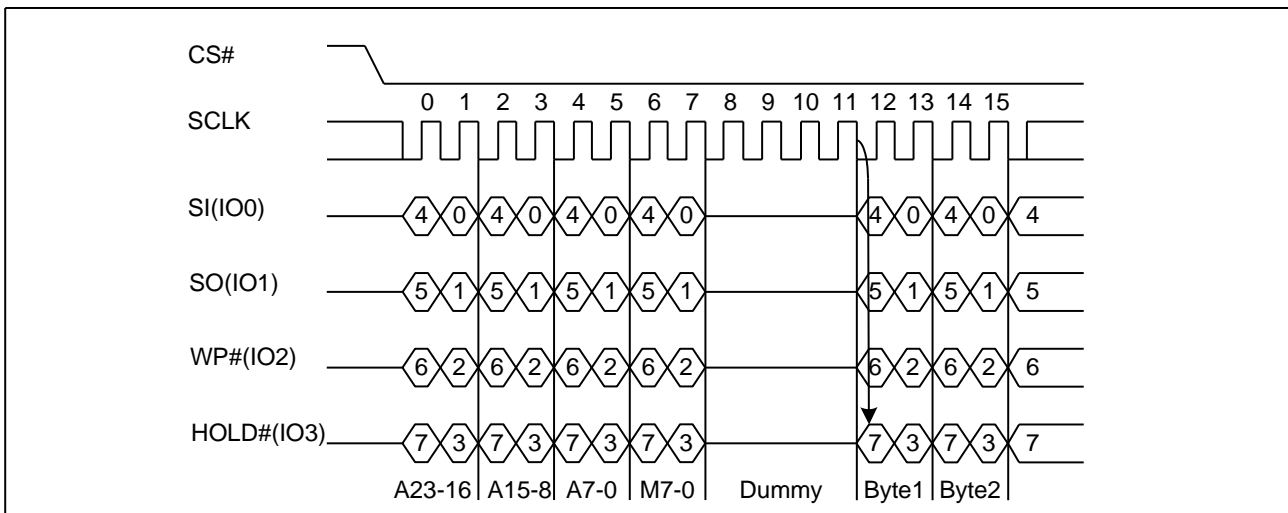 CS#
0 1 2 3 4 5 6 7 8 9 10 11 12 13 14 15
SCLK
SI(IO0) 4 0 4 0 4 0 4 0 4 0 4 0 4
SO(IO1) 5 1 5 1 5 1 5 1 5 1 5 1 5
WP#(IO2) 6 2 6 2 6 2 6 2 6 2 6 2 6
HOLD#(IO3) 7 3 7 3 7 3 7 3 7 3 7 3 7
A23-16 A15-8 A7-0 M7-0 Dummy Byte1 Byte2